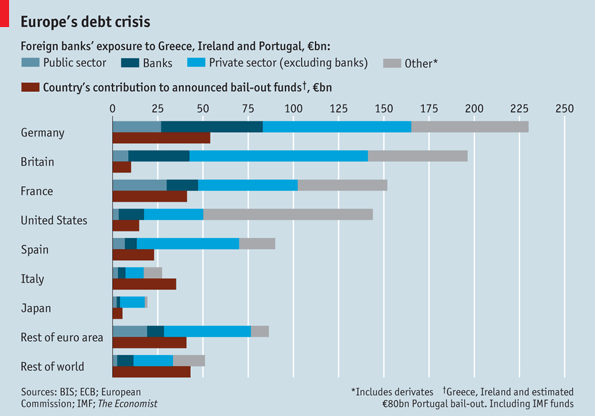 Europe's debt crisis
Foreign banks' exposure to Greece, Ireland and Portugal, €bn:
Public sector Banks Private sector (excluding banks) Other*
Country's contribution to announced bail-out funds†, €bn
0 25 50 75 100 125 150 175 200 225 250
Germany
Britain
France
United States
Spain
Italy
Japan
Rest of euro area
Rest of world
Sources: BIS; ECB; European
Commission; IMF; The Economist
*Includes derivates †Greece, Ireland and estimated
€80bn Portugal bail-out. Including IMF funds